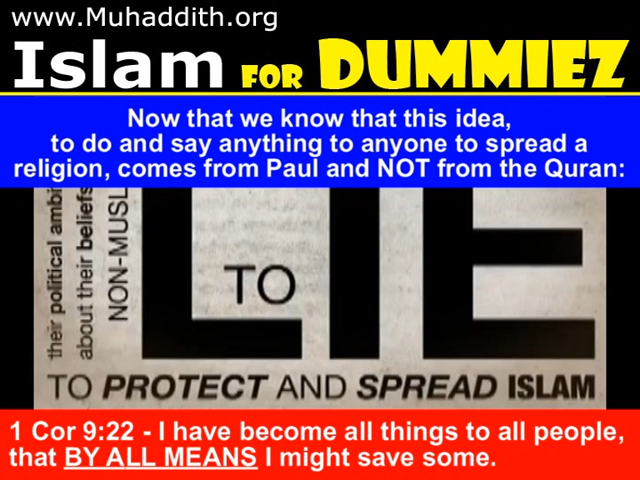 www.Muhaddith.org
Islam FOR DUMMIEZ
Now that we know that this idea,
to do and say anything to anyone to spread a
religion, comes from Paul and NOT from the Quran:
their political
about their beliefs
LIE
TO
TO PROTECT AND SPREAD ISLAM
1 Cor 9:22 - I have become all things to all people,
that BY ALL MEANS I might save some.